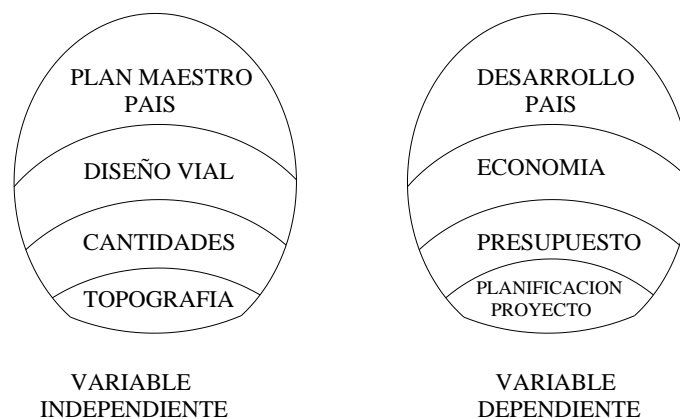 PLAN MAESTRO
PAIS
DISEÑO VIAL
CANTIDADES
TOPOGRAFIA
VARIABLE
INDEPENDIENTE
DESARROLLO
PAIS
ECONOMIA
PRESUPUESTO
PLANIFICACION
PROYECTO
VARIABLE
DEPENDIENTE